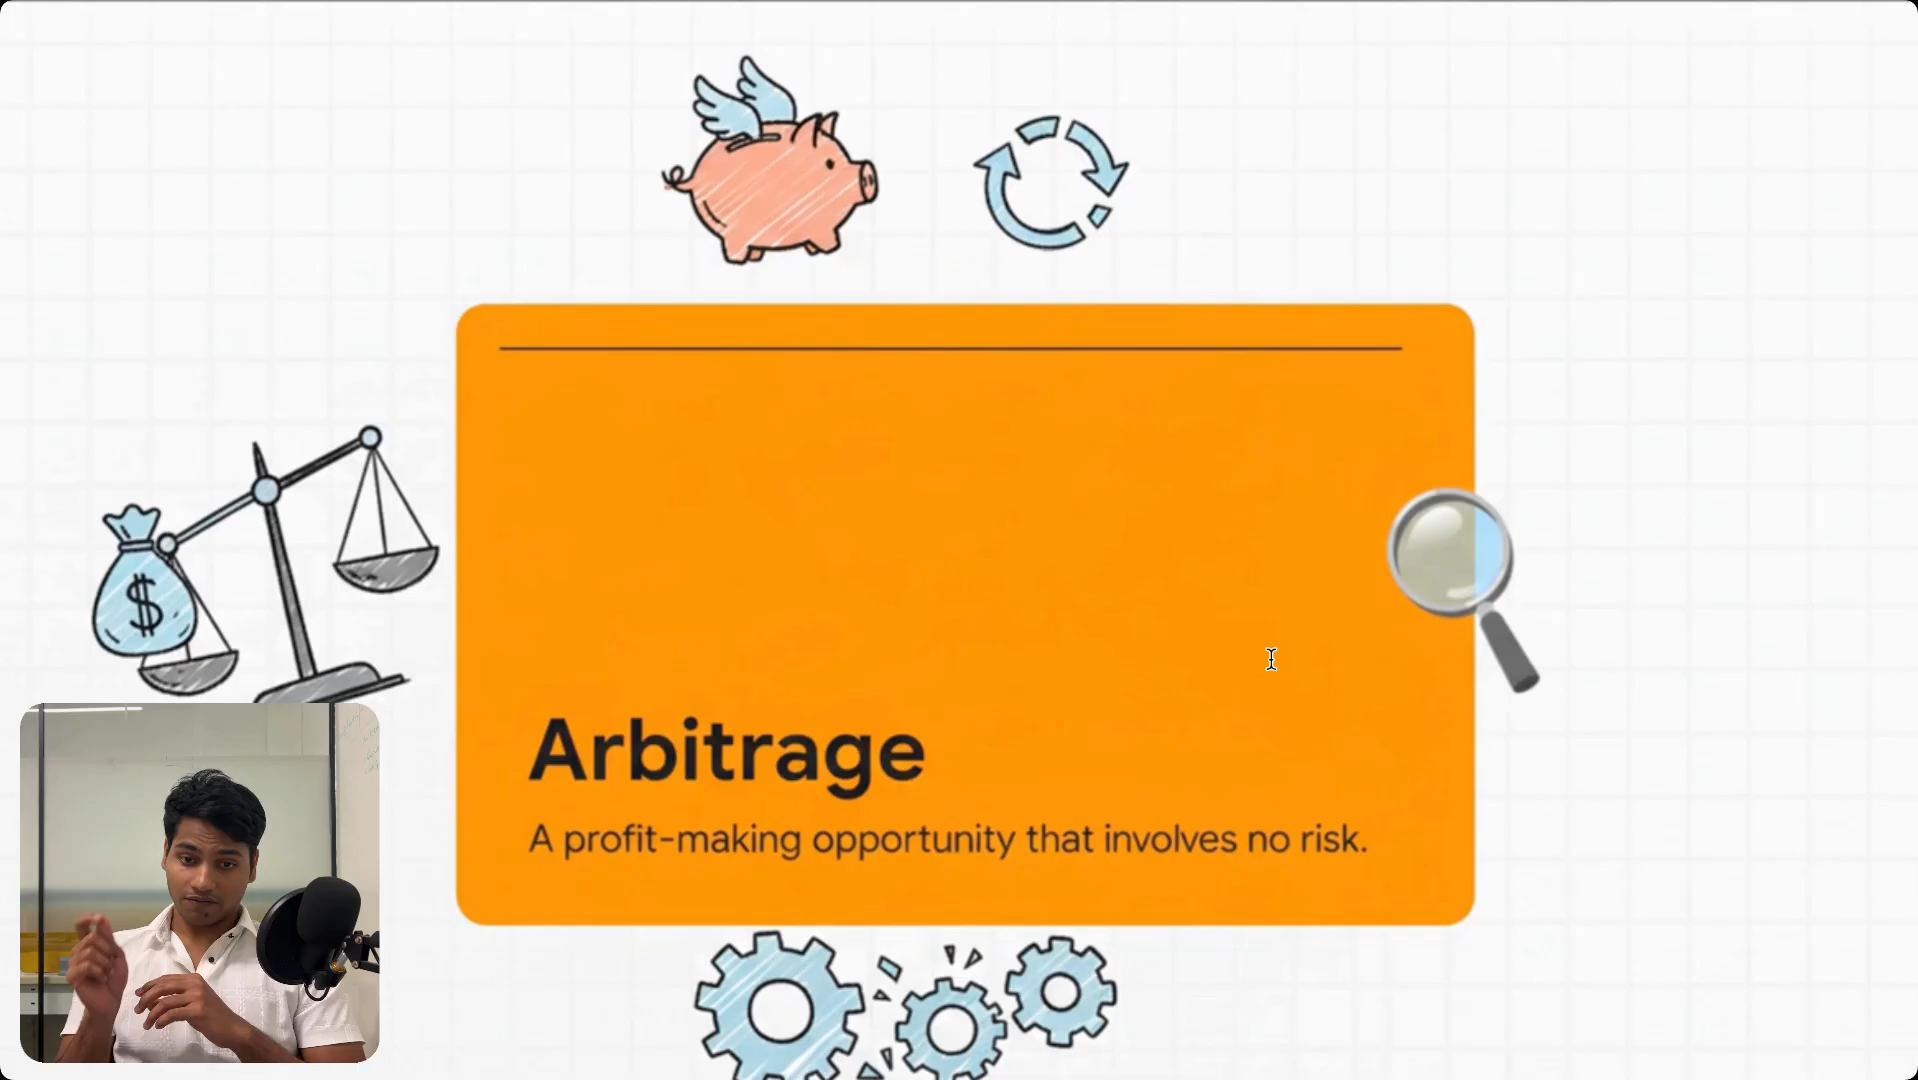 $
Arbitrage
A profit-making opportunity that involves no risk.